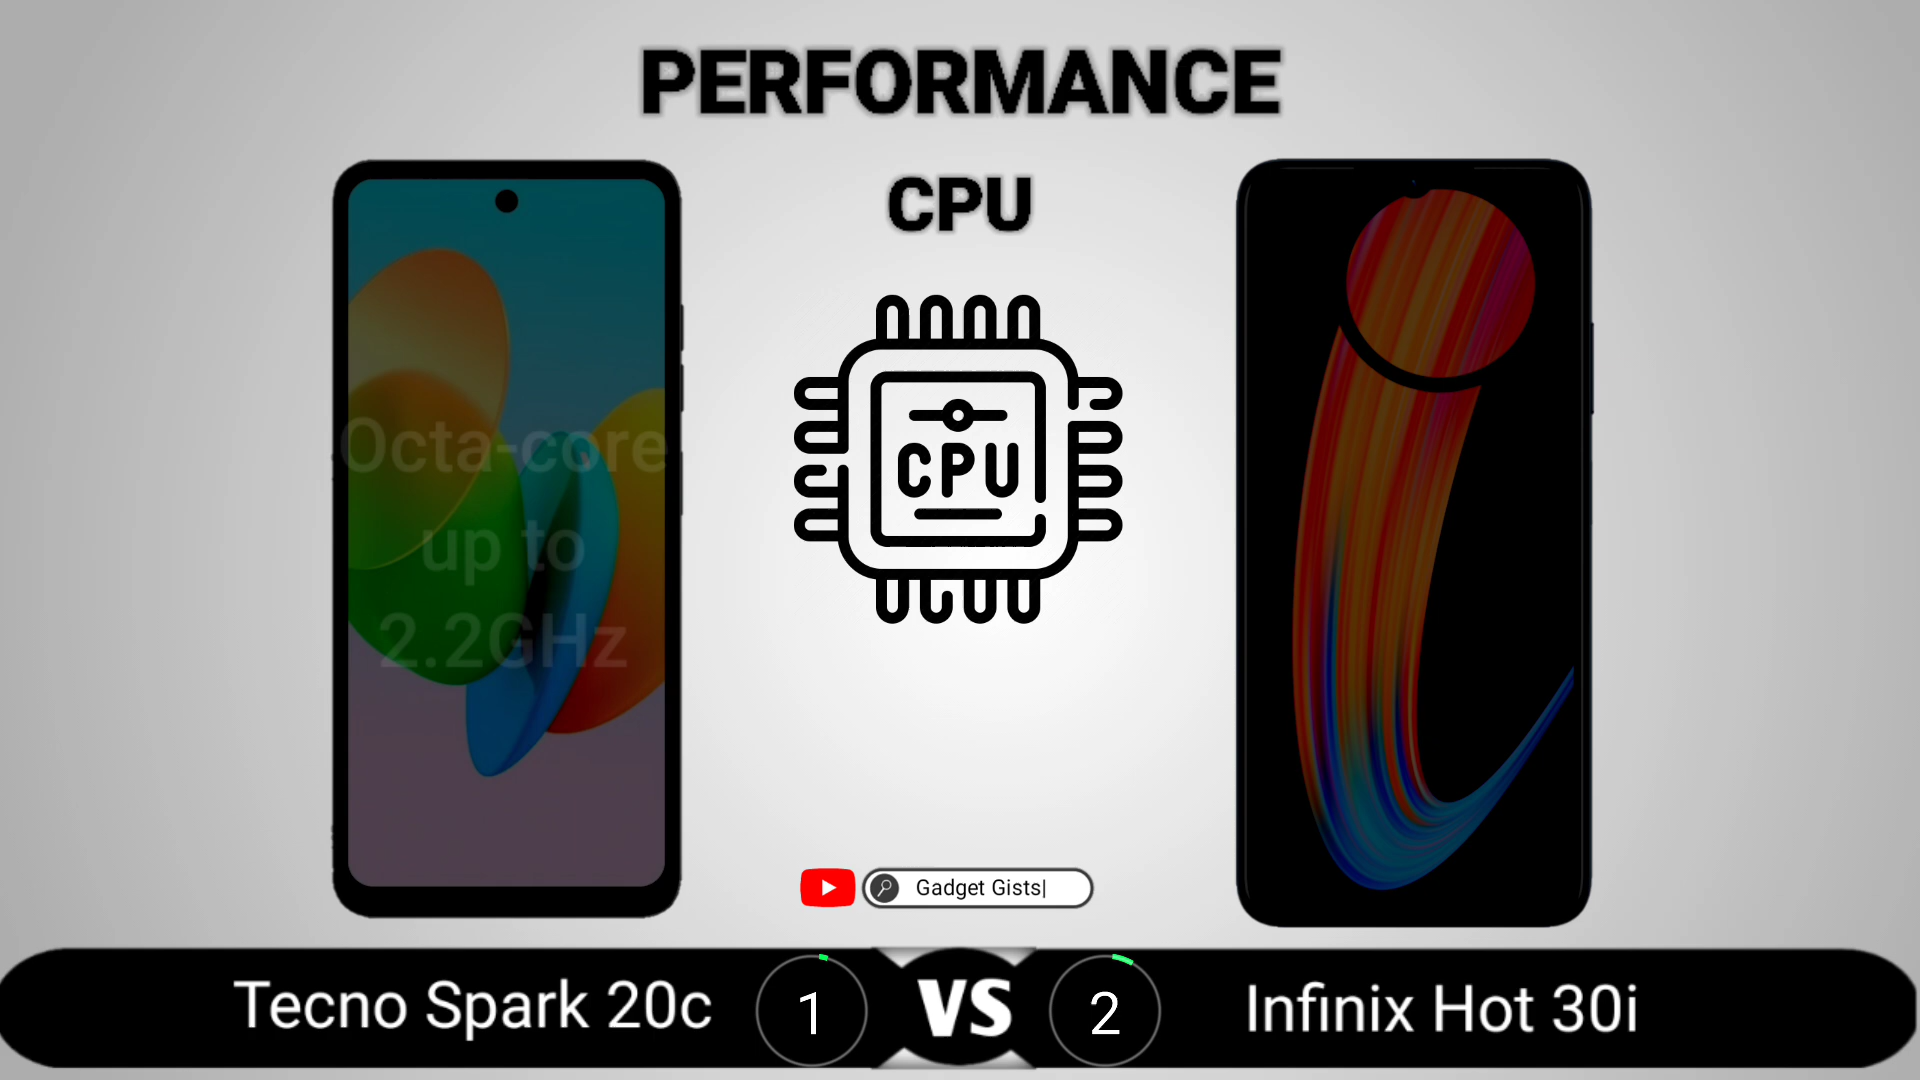 PERFORMANCE
CPU
Octa-core
up to
2.2GHz
CPU
Gadget Gists|
Tecno Spark 20c
1
VS
2
Infinix Hot 30i